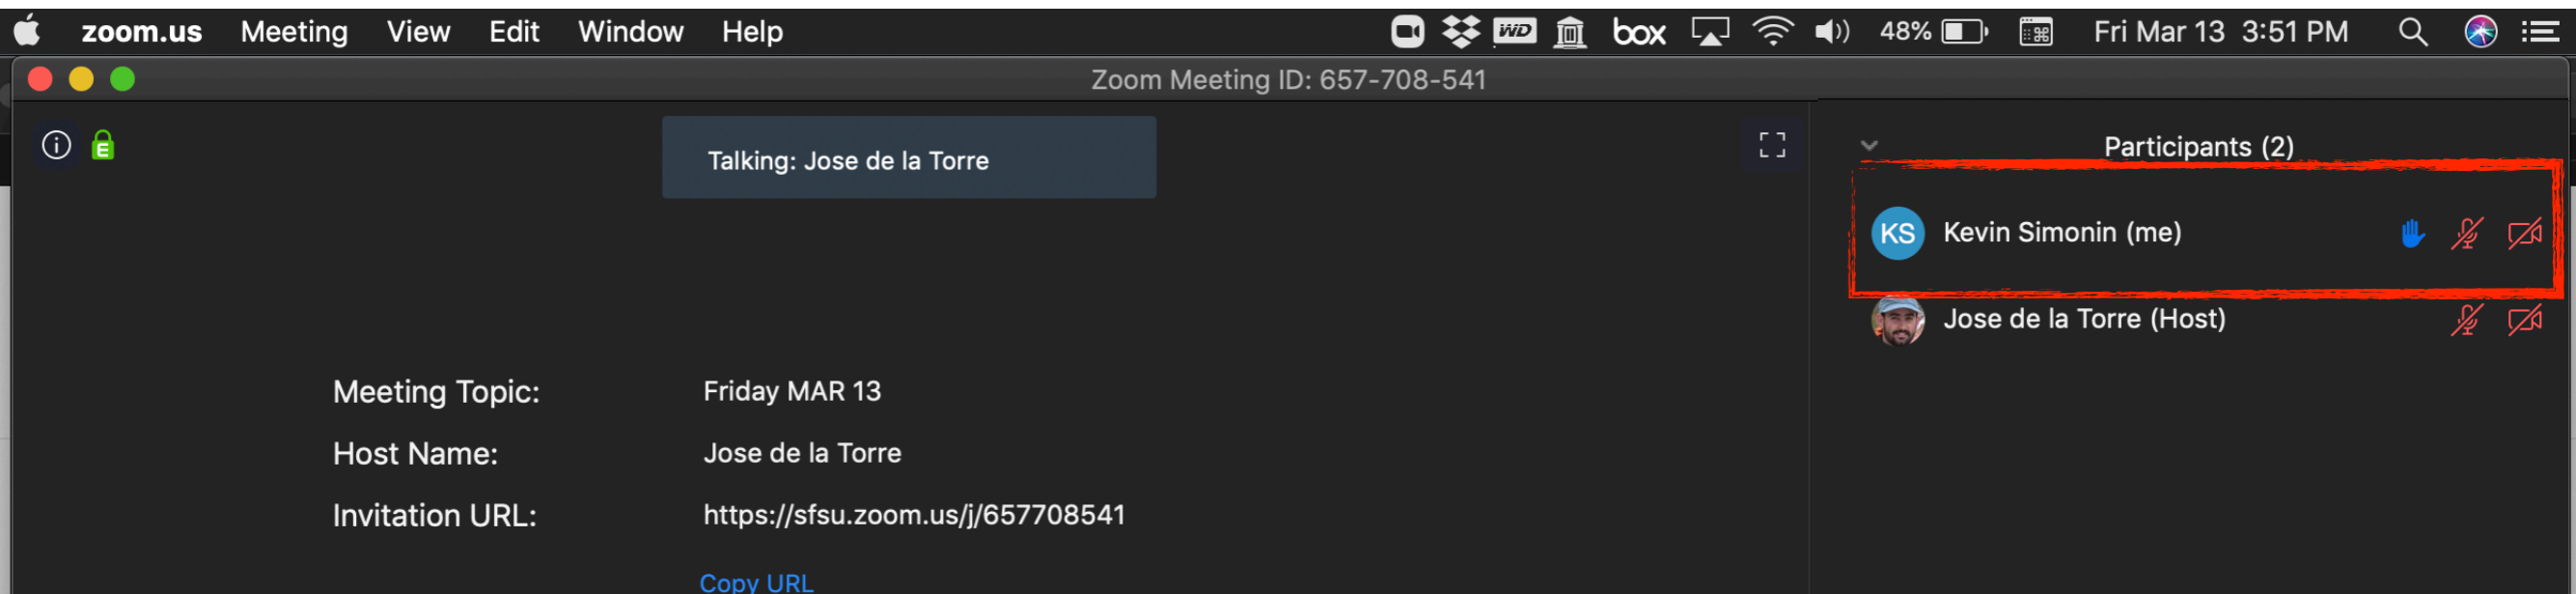 zoom.us Meeting View Edit Window Help WD box 48% Fri Mar 13 3:51 PM
Zoom Meeting ID: 657-708-541
E
Talking: Jose de la Torre
Participants (2)
KS Kevin Simonin (me)
Jose de la Torre (Host)
Meeting Topic: Friday MAR 13
Host Name: Jose de la Torre
Invitation URL: https://sfsu.zoom.us/j/657708541
Copy URL